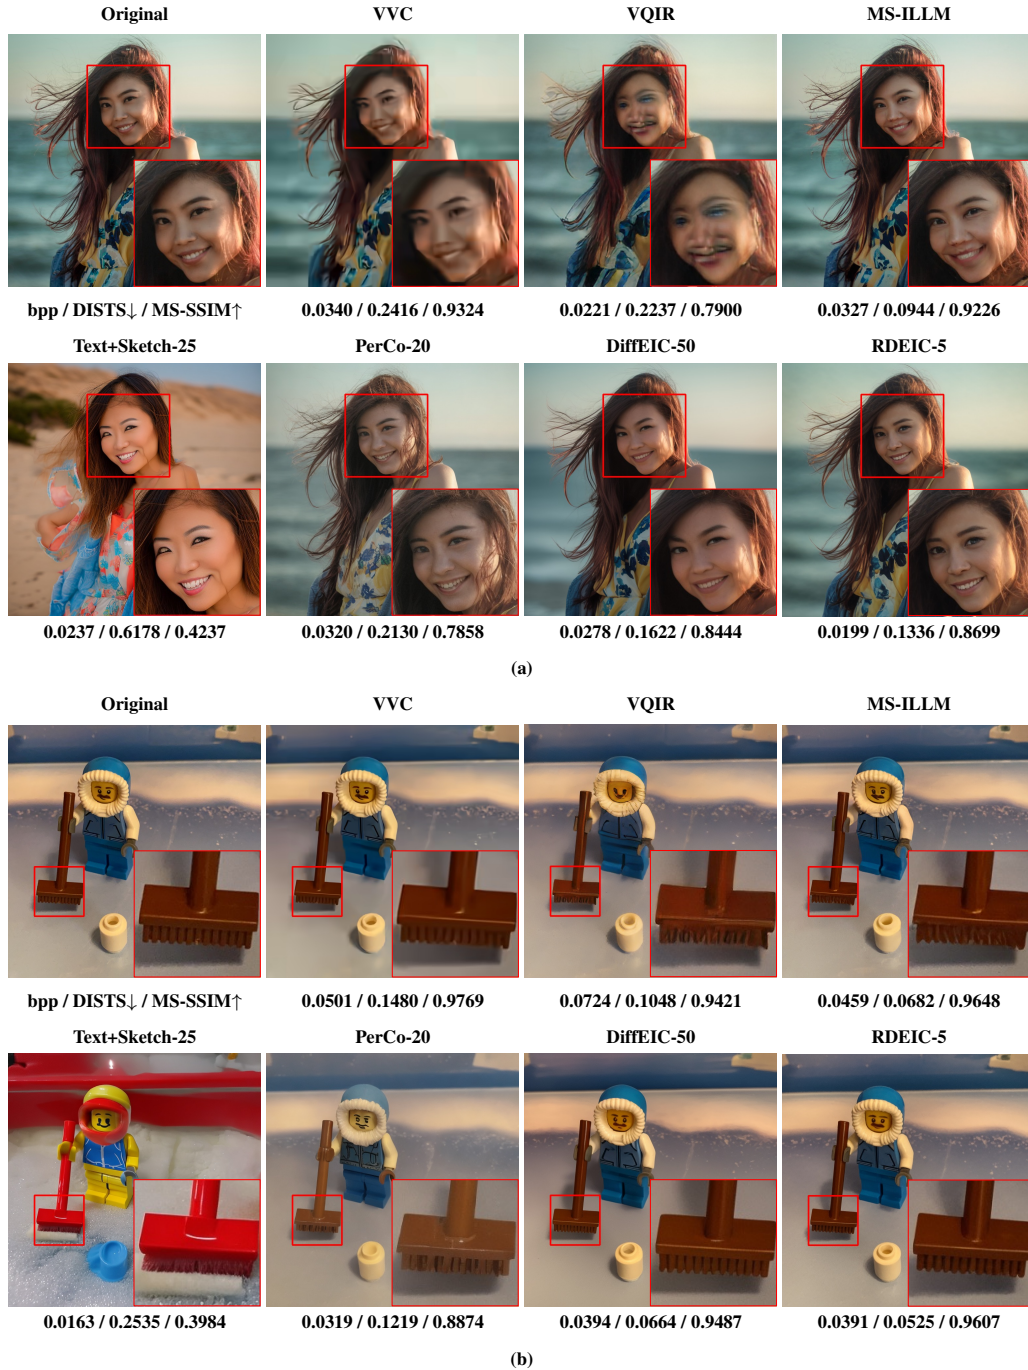 Original VVC VQIR MS-ILLM
bpp / DISTS↓ / MS-SSIM↑ 0.0340 / 0.2416 / 0.9324 0.0221 / 0.2237 / 0.7900 0.0327 / 0.0944 / 0.9226
Text+Sketch-25 PerCo-20 DiffEIC-50 RDEIC-5
0.0237 / 0.6178 / 0.4237 0.0320 / 0.2130 / 0.7858 0.0278 / 0.1622 / 0.8444 0.0199 / 0.1336 / 0.8699
(a)
Original VVC VQIR MS-ILLM
bpp / DISTS↓ / MS-SSIM↑ 0.0501 / 0.1480 / 0.9769 0.0724 / 0.1048 / 0.9421 0.0459 / 0.0682 / 0.9648
Text+Sketch-25 PerCo-20 DiffEIC-50 RDEIC-5
0.0163 / 0.2535 / 0.3984 0.0319 / 0.1219 / 0.8874 0.0394 / 0.0664 / 0.9487 0.0391 / 0.0525 / 0.9607
(b)